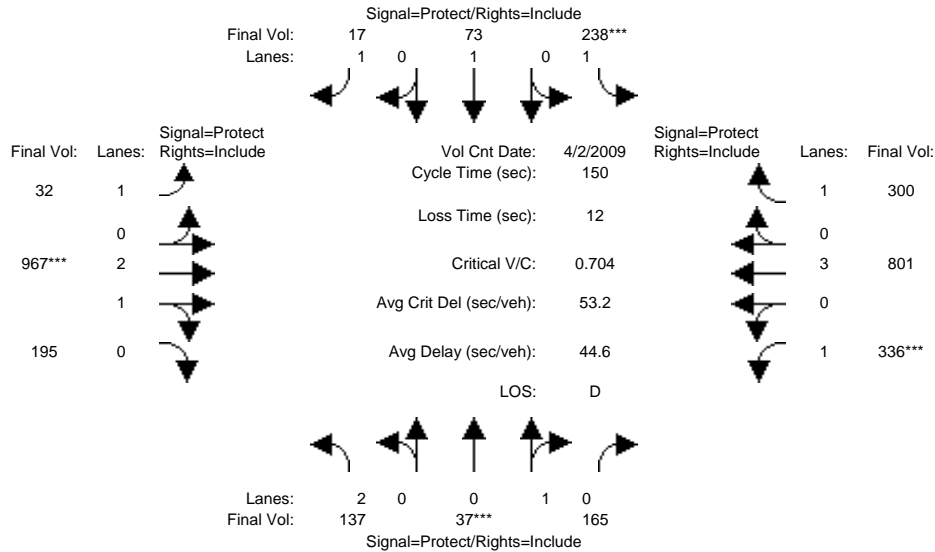 Signal=Protect/Rights=Include
Final Vol: 17 73 238***
Lanes: 1 0 1 0 1
Signal=Protect
Final Vol: Lanes: Rights=Include
Vol Cnt Date: 4/2/2009
Signal=Protect
Rights=Include Lanes: Final Vol:
Cycle Time (sec): 150
32 1
1 300
Loss Time (sec): 12
0
0
967*** 2
Critical V/C: 0.704
3 801
1
Avg Crit Del (sec/veh): 53.2
0
195 0
Avg Delay (sec/veh): 44.6
1 336***
LOS: D
Lanes: 2 0 0 1 0
Final Vol: 137 37*** 165
Signal=Protect/Rights=Include